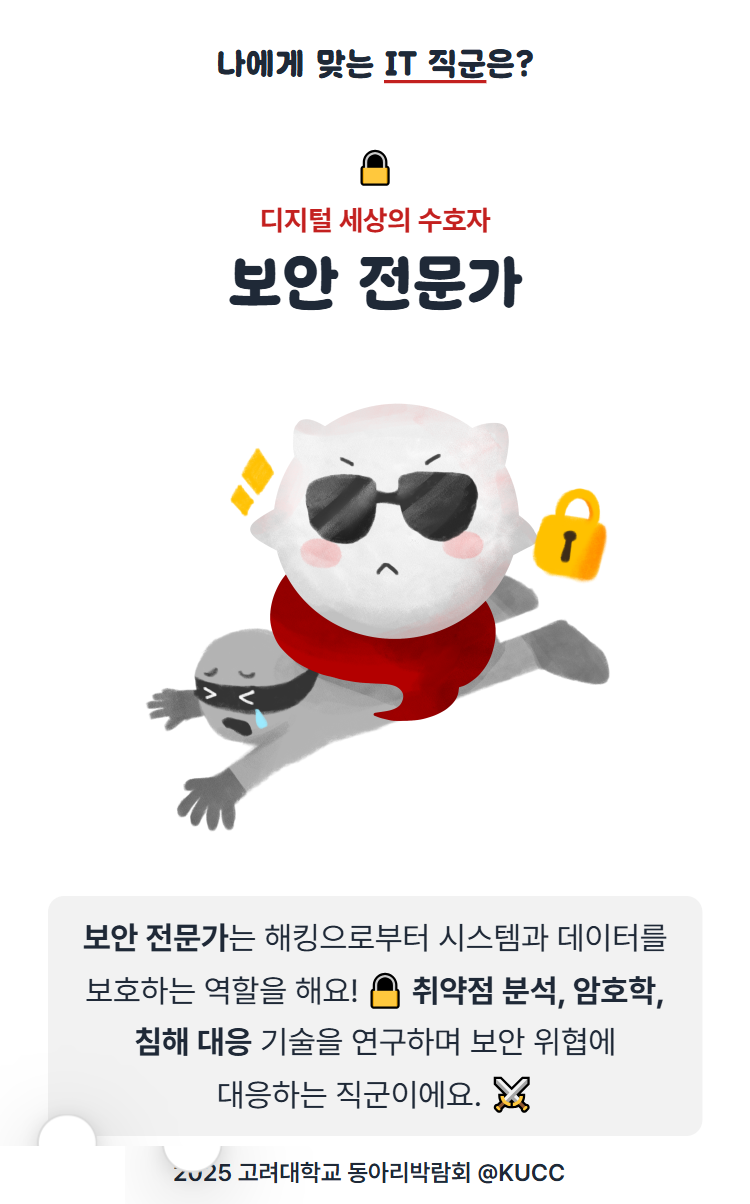 나에게 맞는 IT 직군은?
디지털 세상의 수호자
보안 전문가
보안 전문가는 해킹으로부터 시스템과 데이터를
보호하는 역할을 해요! 🔒 취약점 분석, 암호학,
침해 대응 기술을 연구하며 보안 위협에
대응하는 직군이에요. ⚔️
2025 고려대학교 동아리박람회 @KUCC